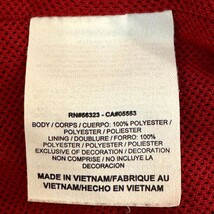 RN#56323 - CA#05553
BODY / CORPS / CUERPO: 100% POLYESTER /
POLYESTER / POLIESTER
LINING / DOUBLURE / FORRO: 100%
POLYESTER / POLYESTER / POLIESTER
EXCLUSIVE OF DECORATION / DECORATION
NON COMPRIS / NO INCLUYE LA
DECORACION
MADE IN VIETNAM/FABRIQUE AU
VIETNAM/HECHO EN VIETNAM